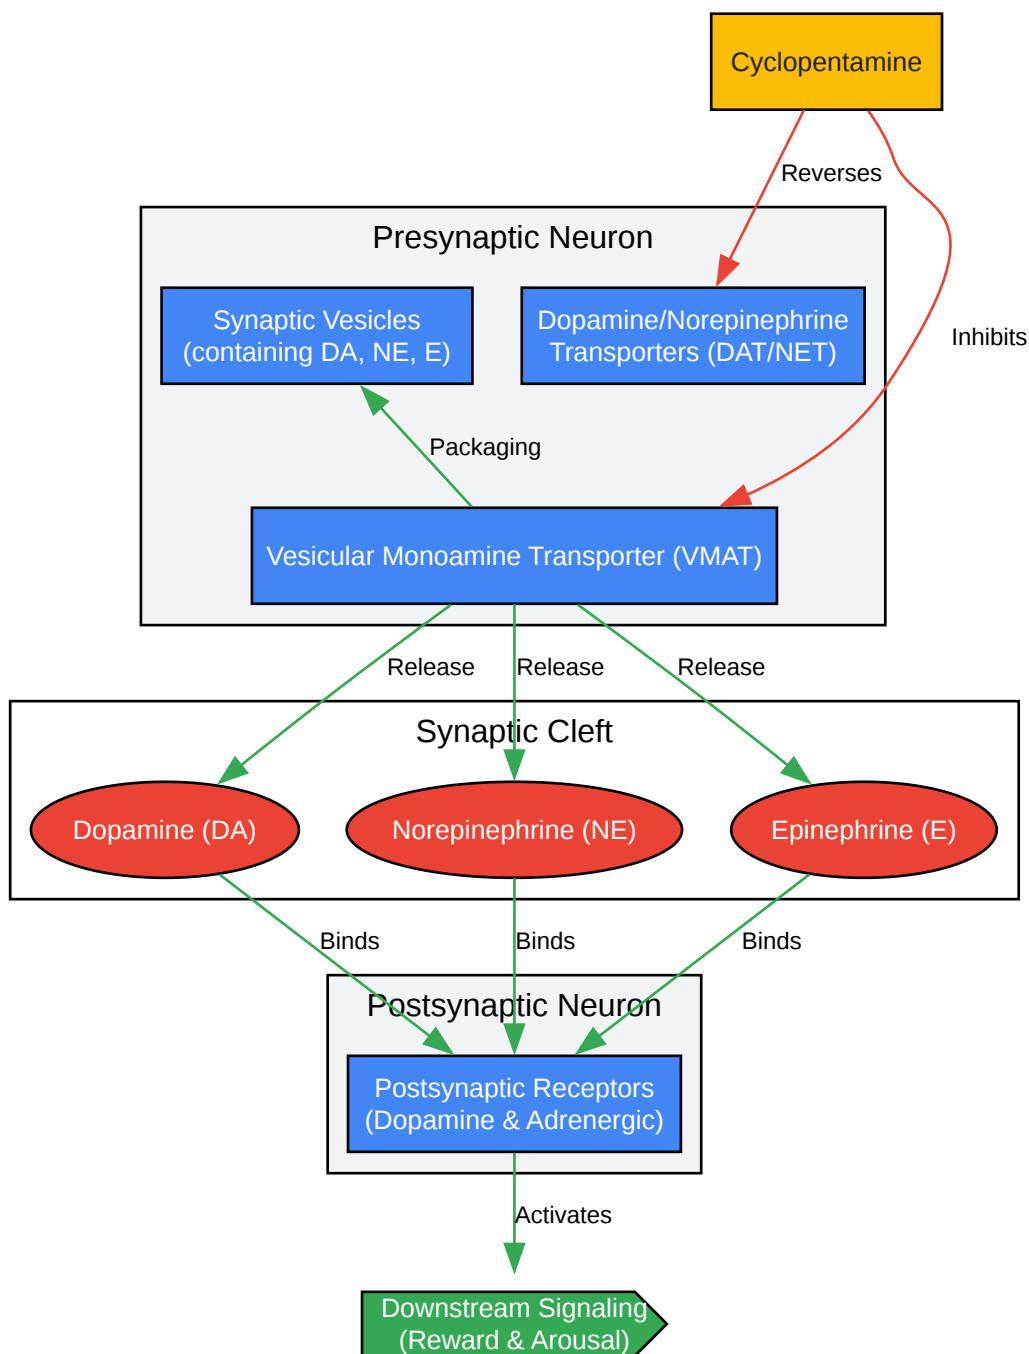 Cyclopentamine
Reverses
Presynaptic Neuron
Synaptic Vesicles
(containing DA, NE, E)
Dopamine/Norepinephrine
Transporters (DAT/NET)
Inhibits
Packaging
Vesicular Monoamine Transporter (VMAT)
Release
Release
Release
Synaptic Cleft
Dopamine (DA)
Norepinephrine (NE)
Epinephrine (E)
Binds
Binds
Binds
Postsynaptic Neuron
Postsynaptic Receptors
(Dopamine & Adrenergic)
Activates
Downstream Signaling
(Reward & Arousal)